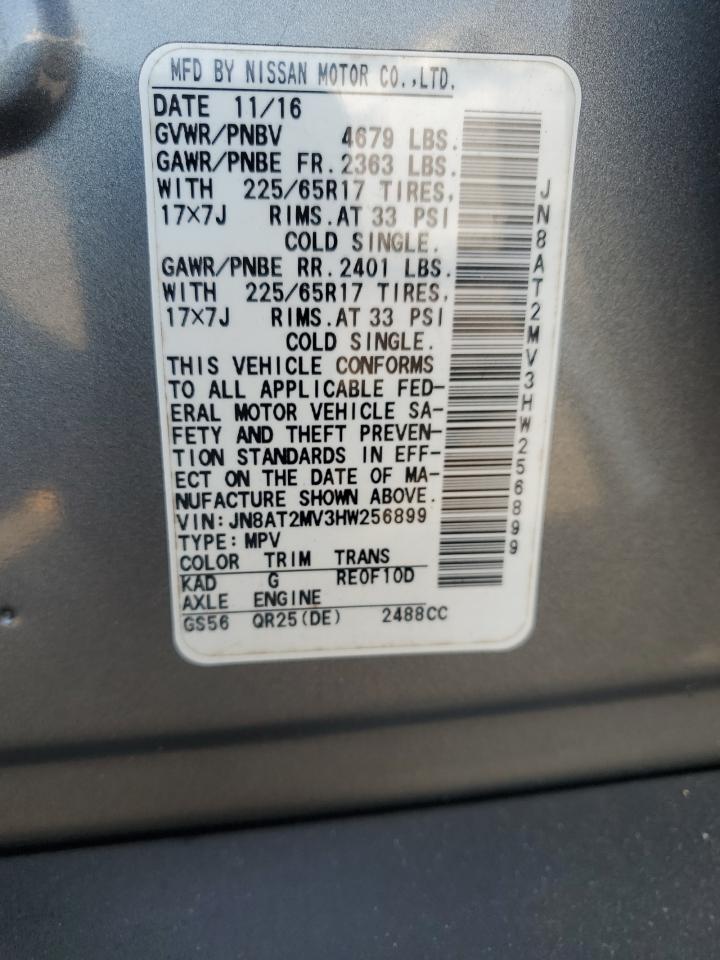 MFD BY NISSAN MOTOR CO.,LTD.
DATE 11/16
GVWR/PNBV 4679 LBS.
GAWR/PNBE FR. 2363 LBS.
WITH 225/65R17 TIRES,
17×7J RIMS.AT 33 PSI
COLD SINGLE.
GAWR/PNBE RR. 2401 LBS.
WITH 225/65R17 TIRES,
17×7J RIMS.AT 33 PSI
COLD SINGLE.
THIS VEHICLE CONFORMS
TO ALL APPLICABLE FED-
ERAL MOTOR VEHICLE SA-
FETY AND THEFT PREVEN-
TION STANDARDS IN EFF-
ECT ON THE DATE OF MA-
NUFACTURE SHOWN ABOVE.
VIN: JN8AT2MV3HW256899
TYPE: MPV
COLOR TRIM TRANS
KAD G RE0F10D
AXLE ENGINE
GS56 QR25(DE) 2488CC
JN8AT2MV3HW256899